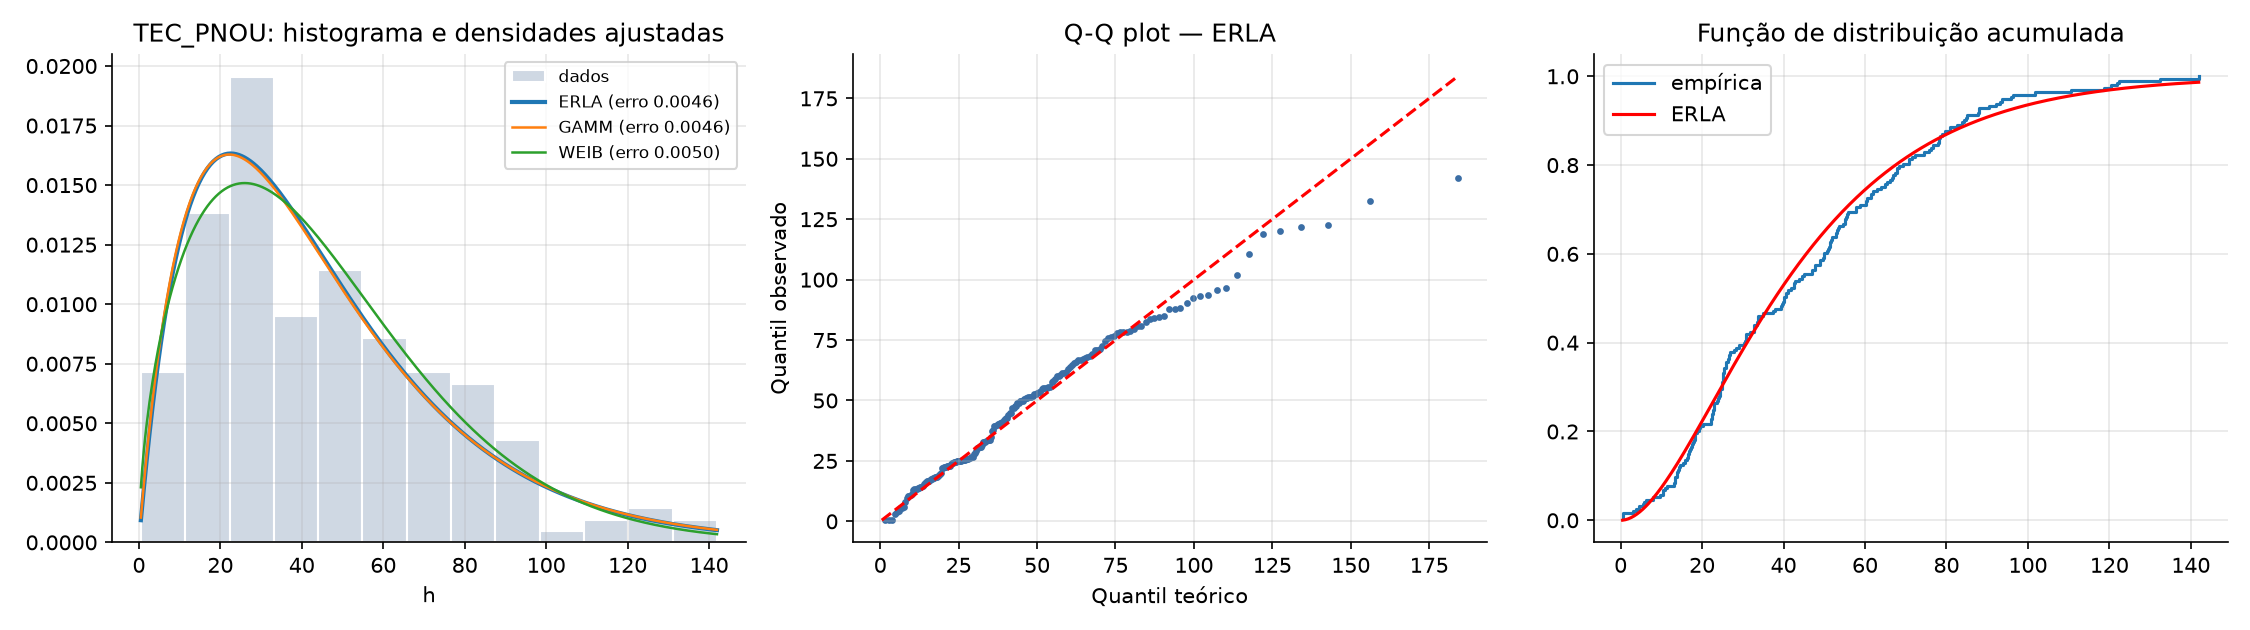 TEC_PNOU: histograma e densidades ajustadas
0.0200
0.0175
0.0150
0.0125
0.0100
0.0075
0.0050
0.0025
0.0000
dados
ERLA (erro 0.0046)
GAMM (erro 0.0046)
WEIB (erro 0.0050)
0 20 40 60 80 100 120 140
h
Q-Q plot — ERLA
Quantil observado
175
150
125
100
75
50
25
0
0 25 50 75 100 125 150 175
Quantil teórico
Função de distribuição acumulada
1.0
0.8
0.6
0.4
0.2
0.0
empírica
ERLA
0 20 40 60 80 100 120 140